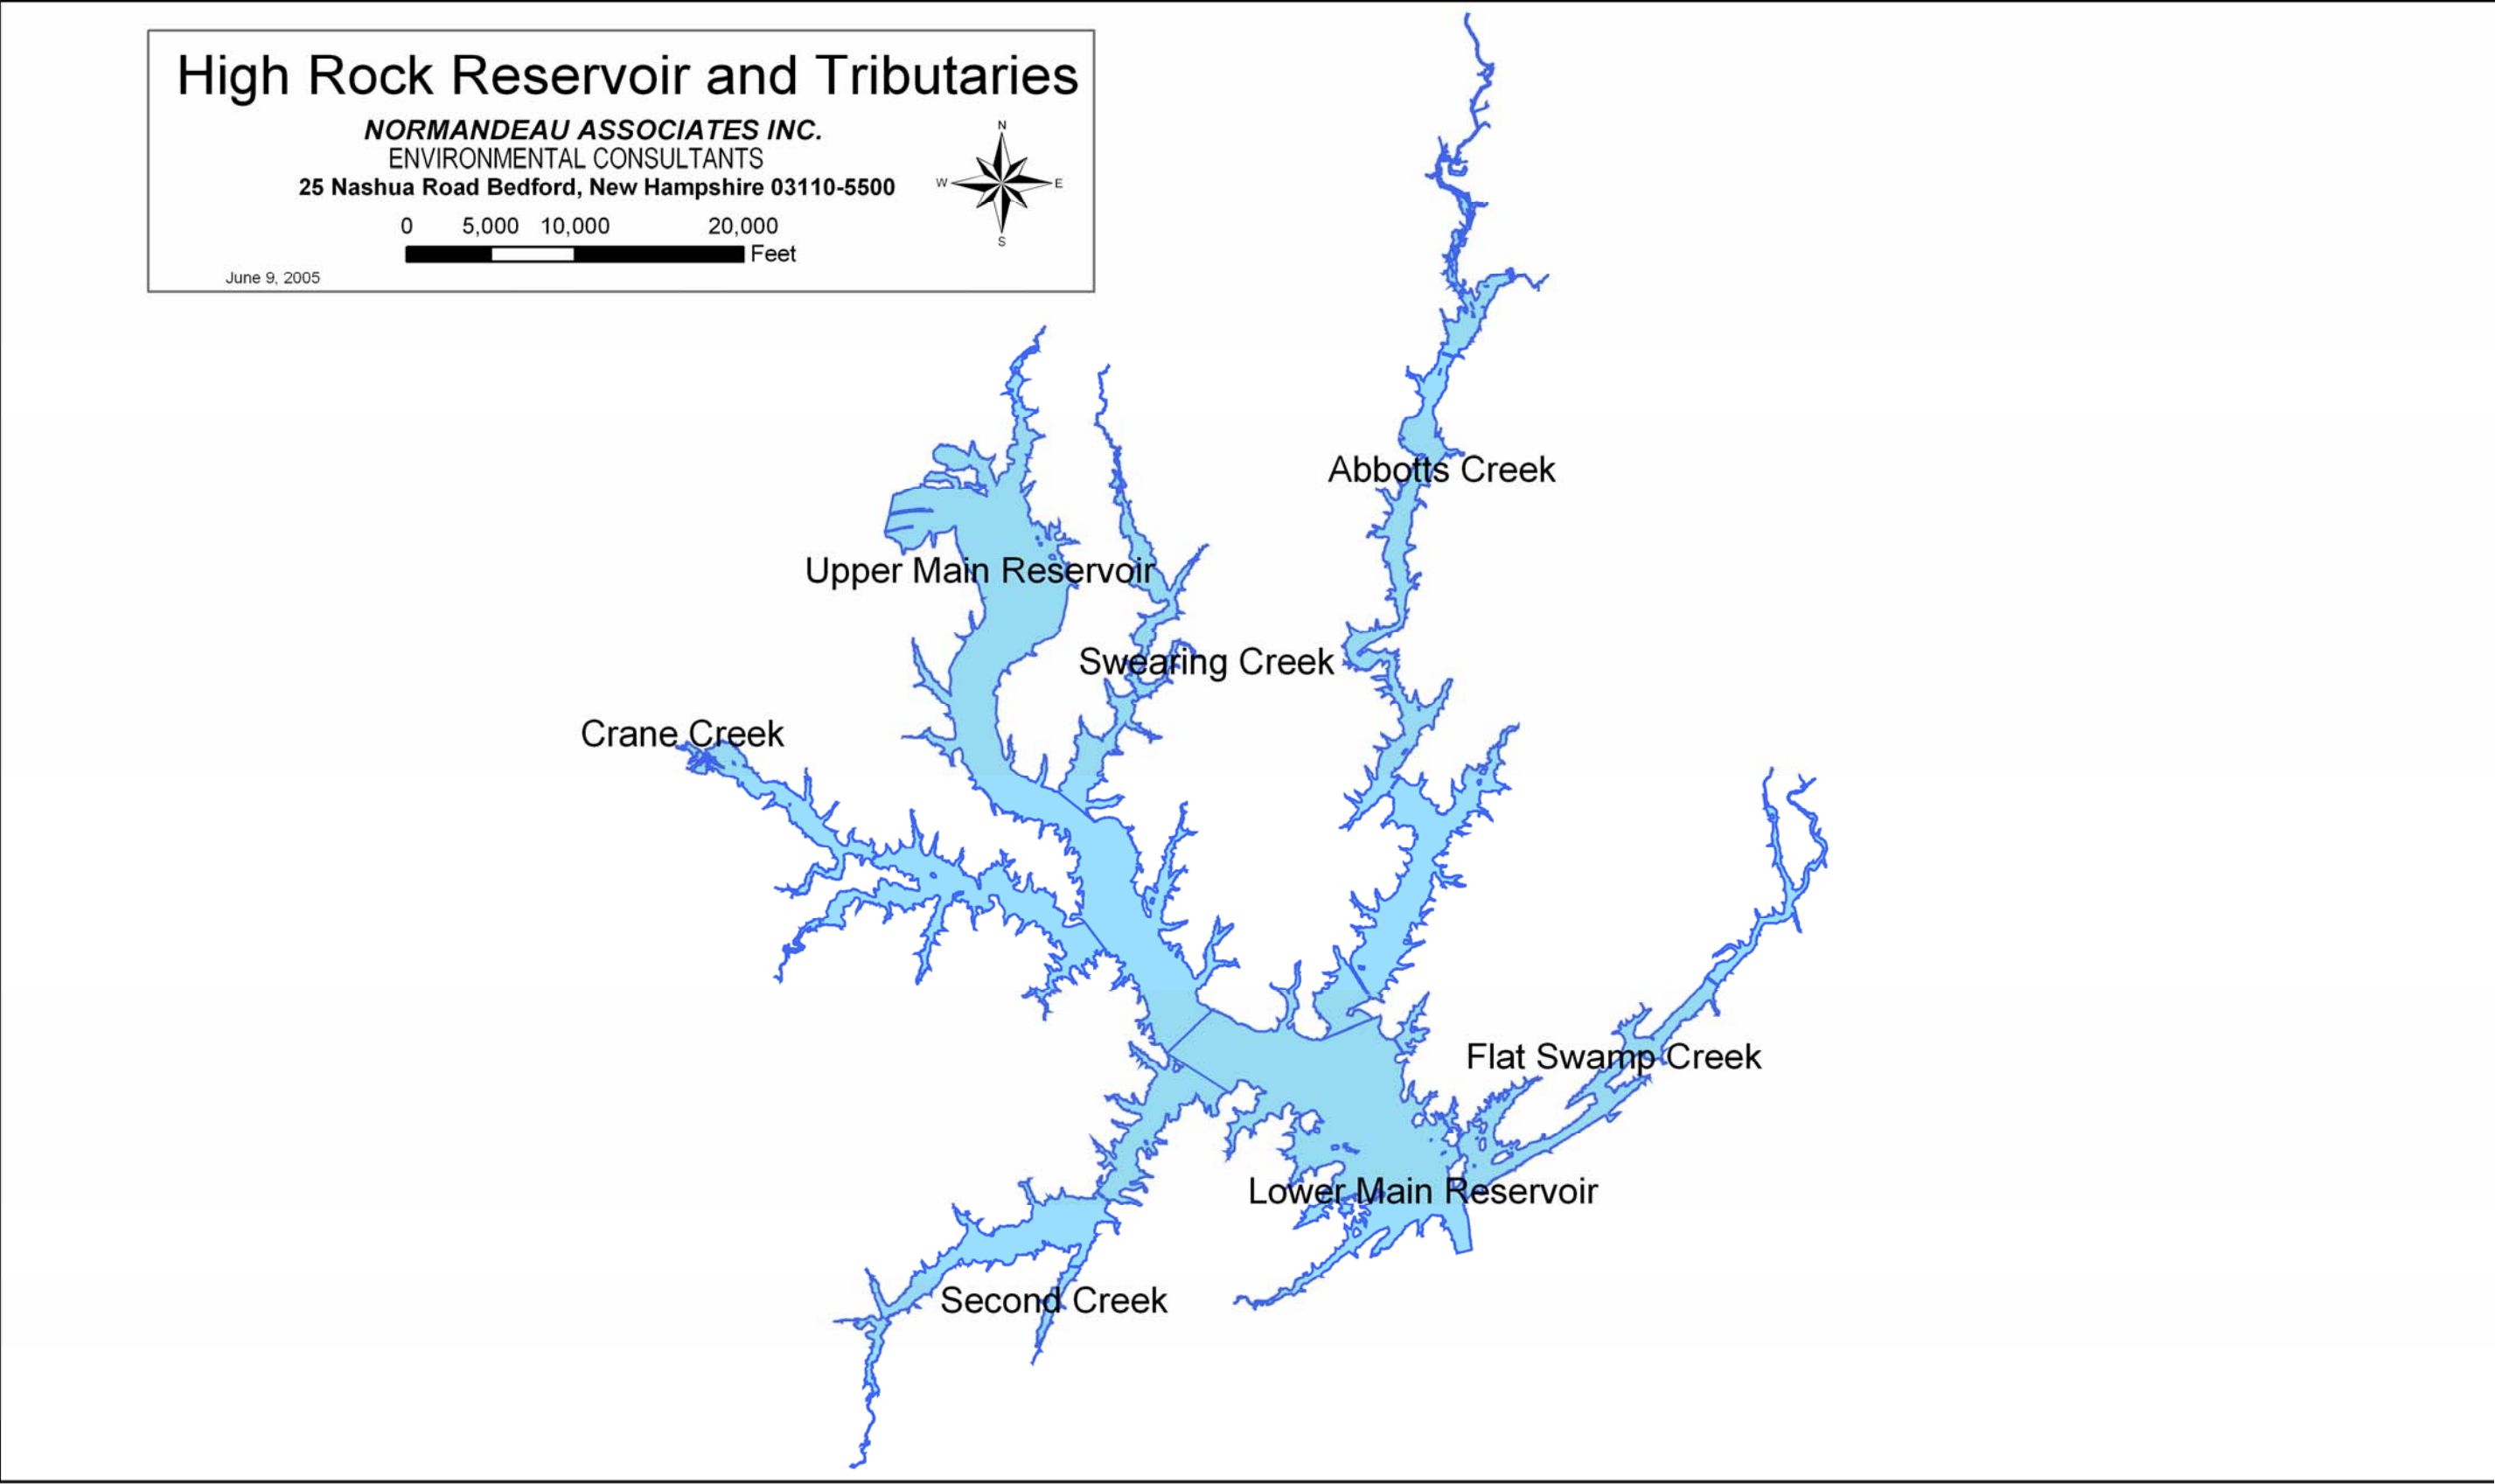 High Rock Reservoir and Tributaries
NORMANDEAU ASSOCIATES INC.
ENVIRONMENTAL CONSULTANTS
25 Nashua Road Bedford, New Hampshire 03110-5500
0 5,000 10,000 20,000
Feet
June 9, 2005
N
W E
S
Abbotts Creek
Upper Main Reservoir
Swearing Creek
Crane Creek
Flat Swamp Creek
Lower Main Reservoir
Second Creek